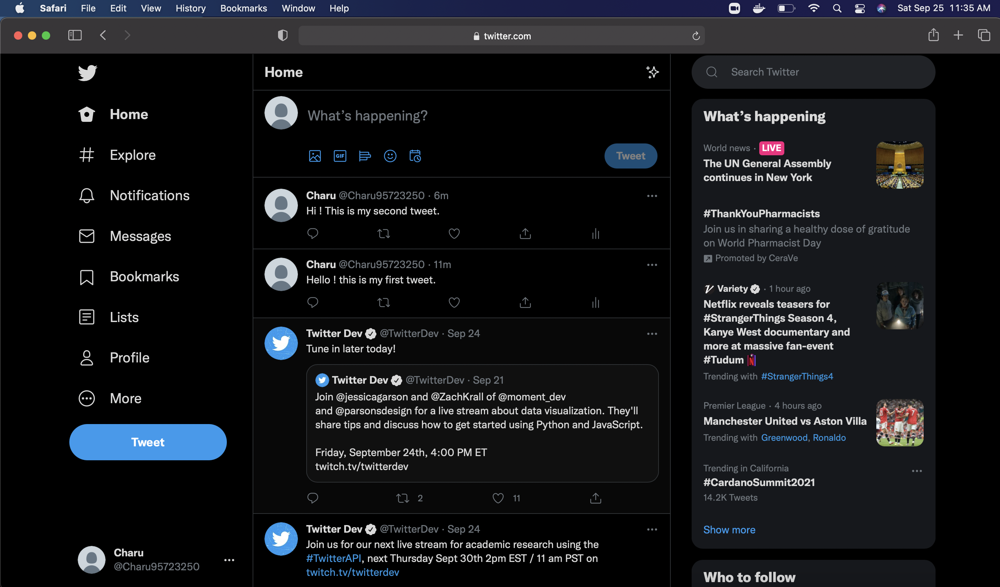 Safari File Edit View History Bookmarks Window Help Sat Sep 25 11:35 AM
twitter.com
Home
Explore
Notifications
Messages
Bookmarks
Lists
Profile
More
Tweet
Charu
@Charu95723250
Home
What’s happening?
GIF
Tweet
Charu @Charu95723250 · 6m
Hi ! This is my second tweet.
Charu @Charu95723250 · 11m
Hello ! this is my first tweet.
Twitter Dev @TwitterDev · Sep 24
Tune in later today!
Twitter Dev @TwitterDev · Sep 21
Join @jessicagarson and @ZachKrall of @moment_dev
and @parsonsdesign for a live stream about data visualization. They'll
share tips and discuss how to get started using Python and JavaScript.
Friday, September 24th, 4:00 PM ET
twitch.tv/twitterdev
2 11
Twitter Dev @TwitterDev · Sep 24
Join us for our next live stream for academic research using the
#TwitterAPI, next Thursday Sept 30th 2pm EST / 11 am PST on
twitch.tv/twitterdev
Search Twitter
What’s happening
World news · LIVE
The UN General Assembly
continues in New York
#ThankYouPharmacists
Join us in sharing a healthy dose of gratitude
on World Pharmacist Day
Promoted by CeraVe
Variety · 1 hour ago
Netflix reveals teasers for
#StrangerThings Season 4,
Kanye West documentary and
more at massive fan-event
#Tudum
Trending with #StrangerThings4
Premier League · 4 hours ago
Manchester United vs Aston Villa
Trending with Greenwood, Ronaldo
Trending in California
#CardanoSummit2021
14.2K Tweets
Show more
Who to follow